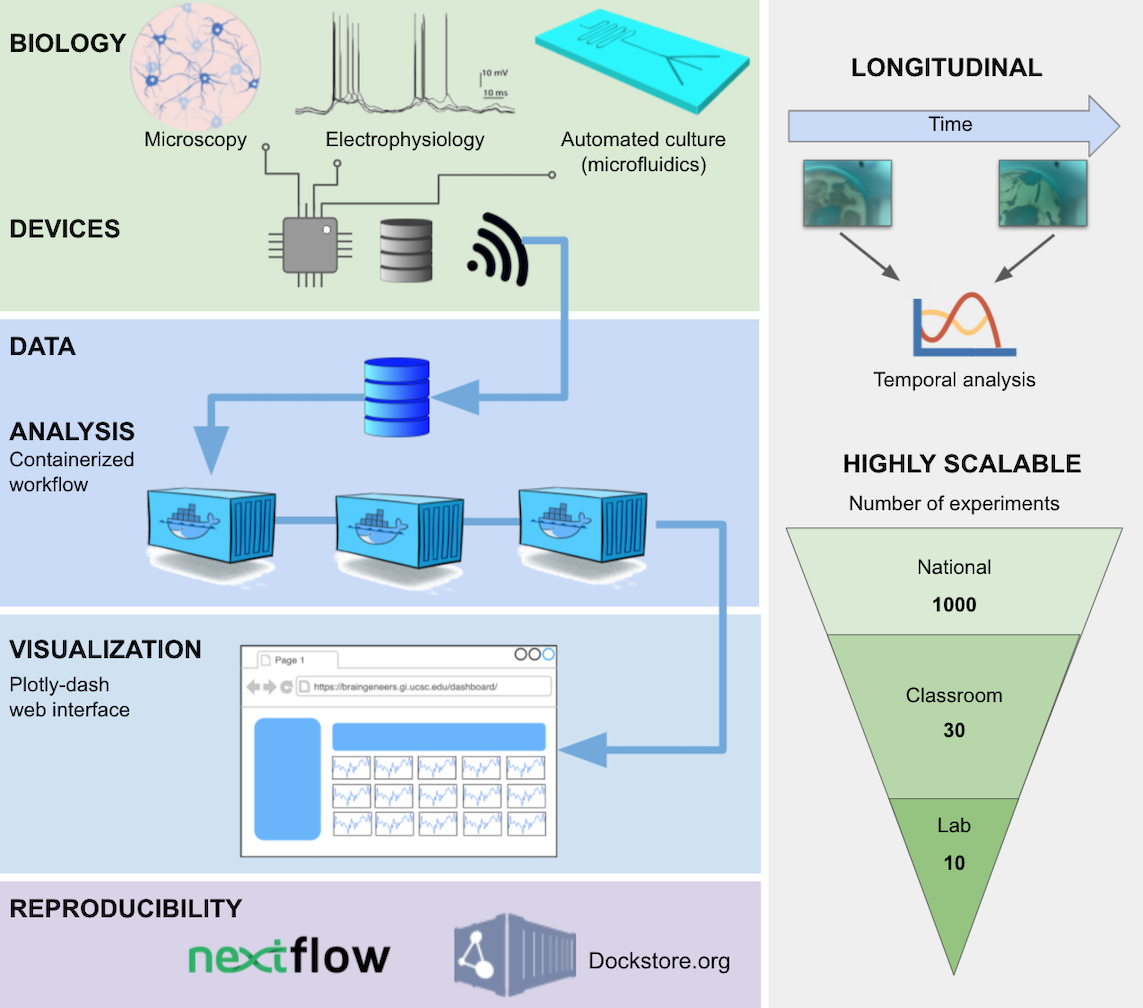 BIOLOGY
10 mV
10 ms
Microscopy
Electrophysiology
Automated culture
(microfluidics)
DEVICES
DATA
ANALYSIS
Containerized
workflow
VISUALIZATION
Plotly-dash
web interface
Page 1
https://braingeneers.gi.ucsc.edu/dashboard/
REPRODUCIBILITY
nextflow
Dockstore.org
LONGITUDINAL
Time
Temporal analysis
HIGHLY SCALABLE
Number of experiments
National
1000
Classroom
30
Lab
10